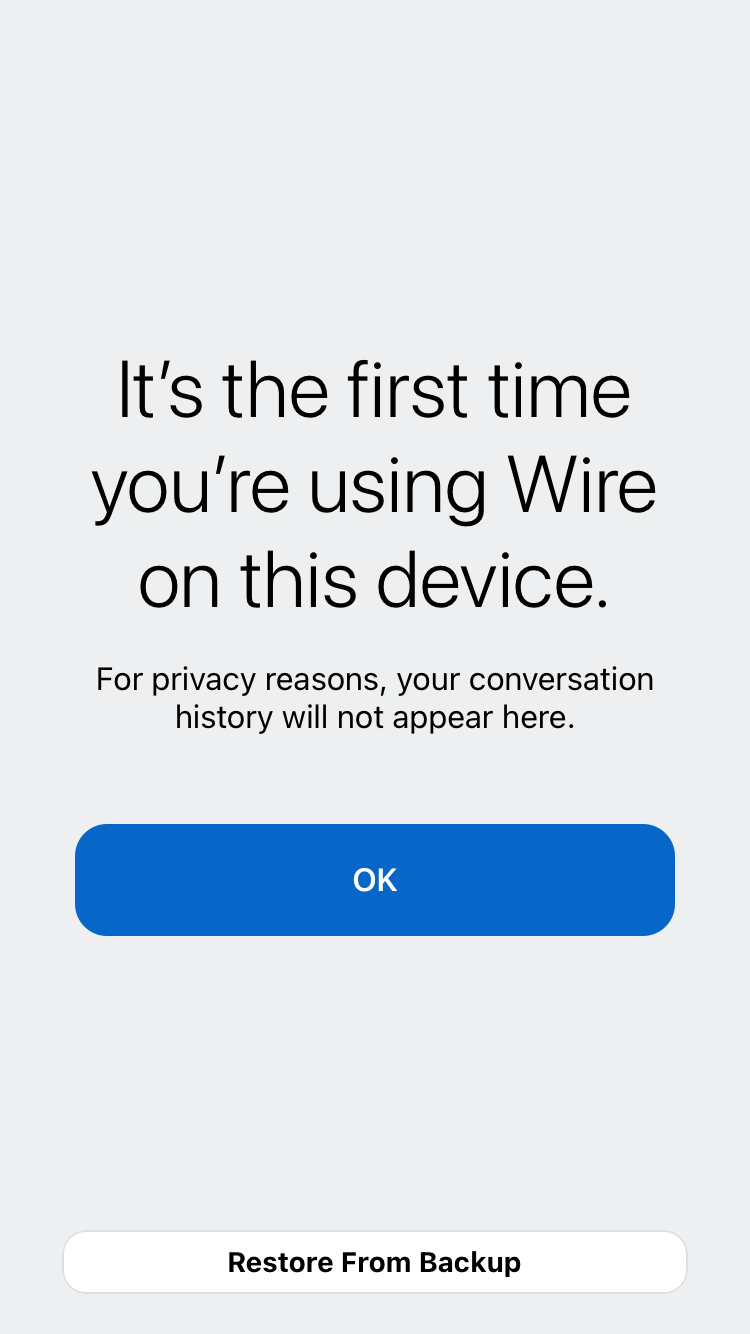 It’s the first time
you’re using Wire
on this device.
For privacy reasons, your conversation
history will not appear here.
OK
Restore From Backup